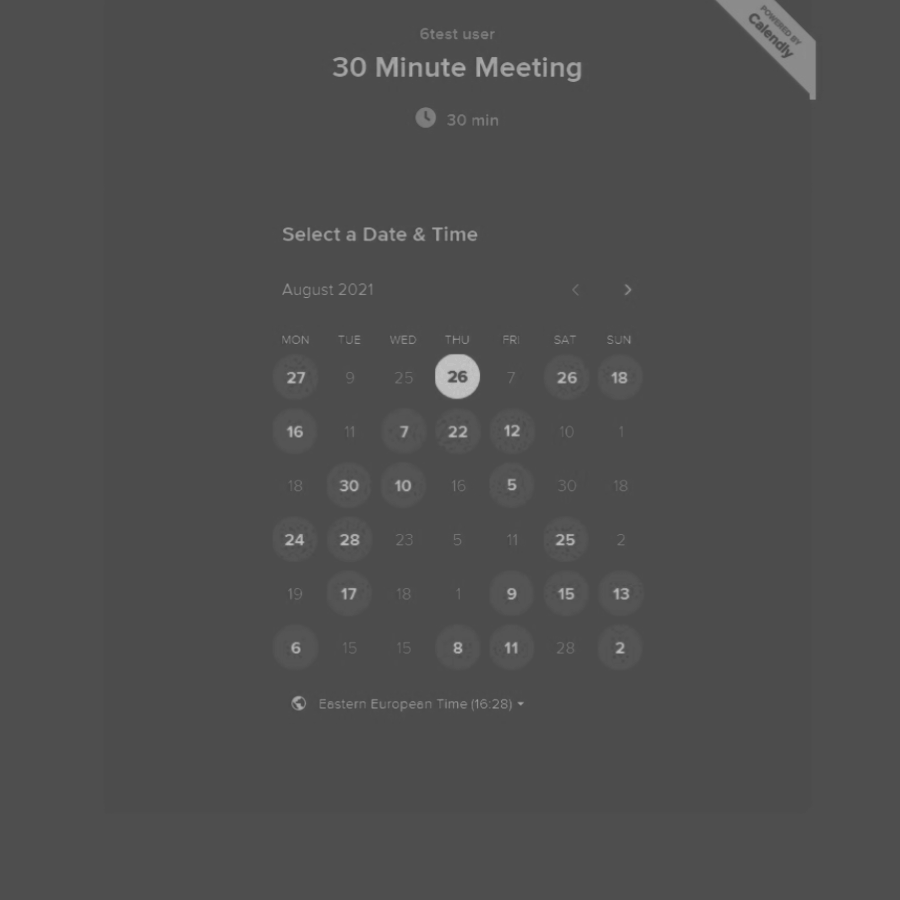 POWERED BY
Calendly
6test user
30 Minute Meeting
30 min
Select a Date & Time
August 2021
MON TUE WED THU FRI SAT SUN
27 9 25 26 7 26 18
16 11 7 22 12 10 1
18 30 10 16 5 30 18
24 28 23 5 11 25 2
19 17 18 1 9 15 13
6 15 15 8 11 28 2
Eastern European Time (16:28)